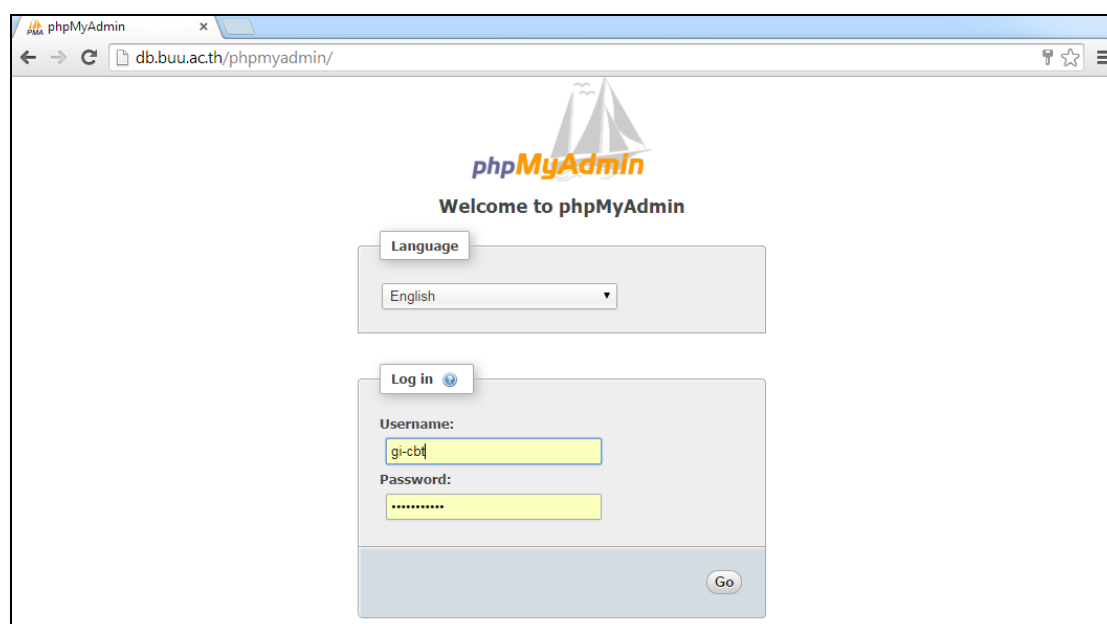 phpMyAdmin
db.buu.ac.th/phpmyadmin/
phpMyAdmin
Welcome to phpMyAdmin
Language
English
Log in
Username:
gi-cbt
Password:
•••••••••••
Go